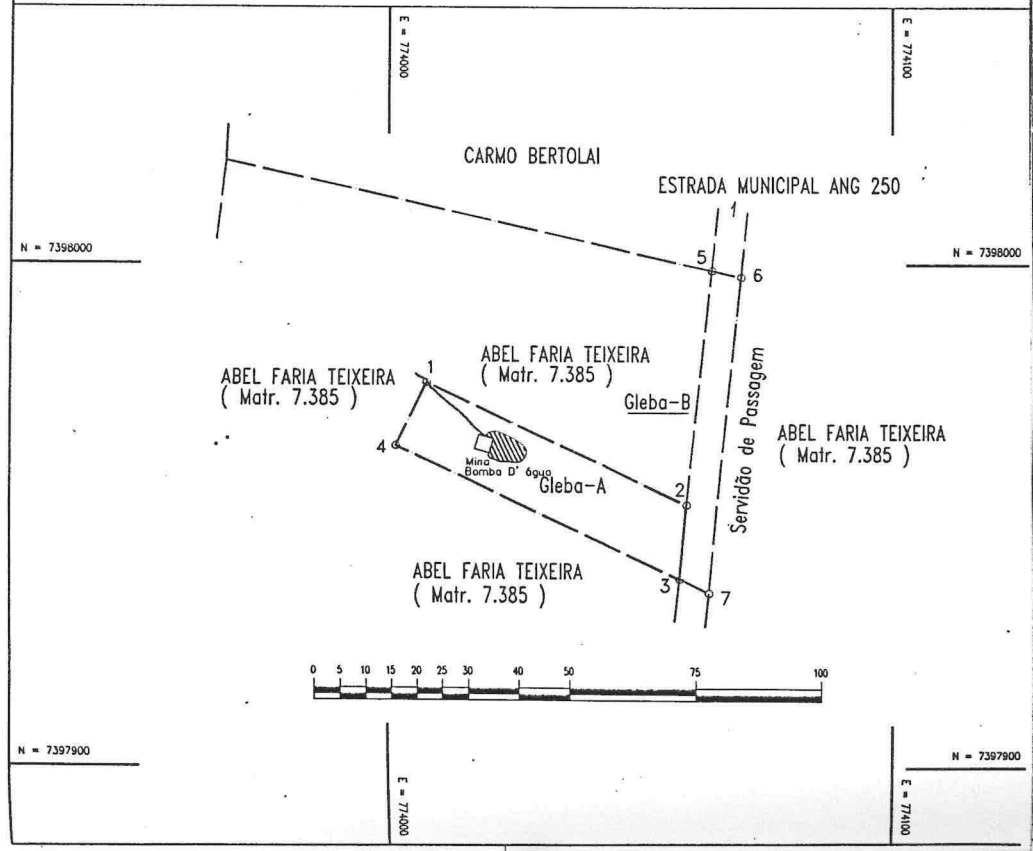 E = 774000
E = 774100
CARMO BERTOLAI
ESTRADA MUNICIPAL ANG 250
1
N = 7398000
N = 7398000
5
6
ABEL FARIA TEIXEIRA
( Matr. 7.385 )
1
ABEL FARIA TEIXEIRA
( Matr. 7.385 )
Gleba-B
Servidão de Passagem
ABEL FARIA TEIXEIRA
( Matr. 7.385 )
4
Mina
Bomba D' água
Gleba-A
2
ABEL FARIA TEIXEIRA
( Matr. 7.385 )
3
7
0 5 10 15 20 25 30 40 50 75 100
N = 7397900
N = 7397900
E = 774000
E = 774100